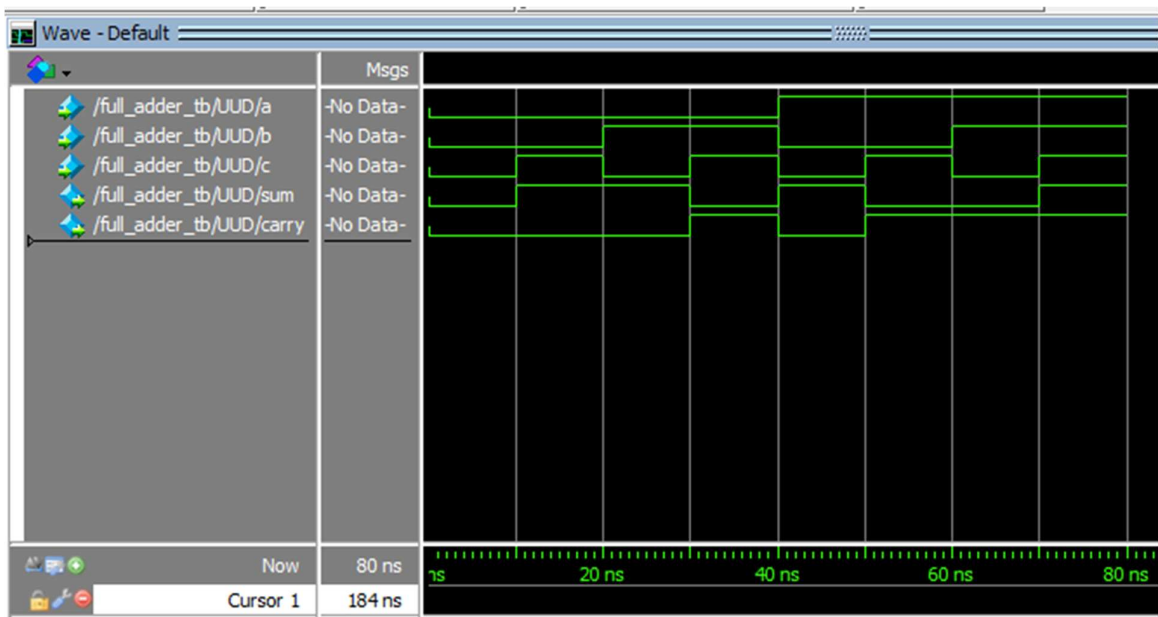 Wave - Default
Msgs
/full_adder_tb/UUD/a -No Data-
/full_adder_tb/UUD/b -No Data-
/full_adder_tb/UUD/c -No Data-
/full_adder_tb/UUD/sum -No Data-
/full_adder_tb/UUD/carry -No Data-
Now 80 ns
ns 20 ns 40 ns 60 ns 80 ns
Cursor 1 184 ns